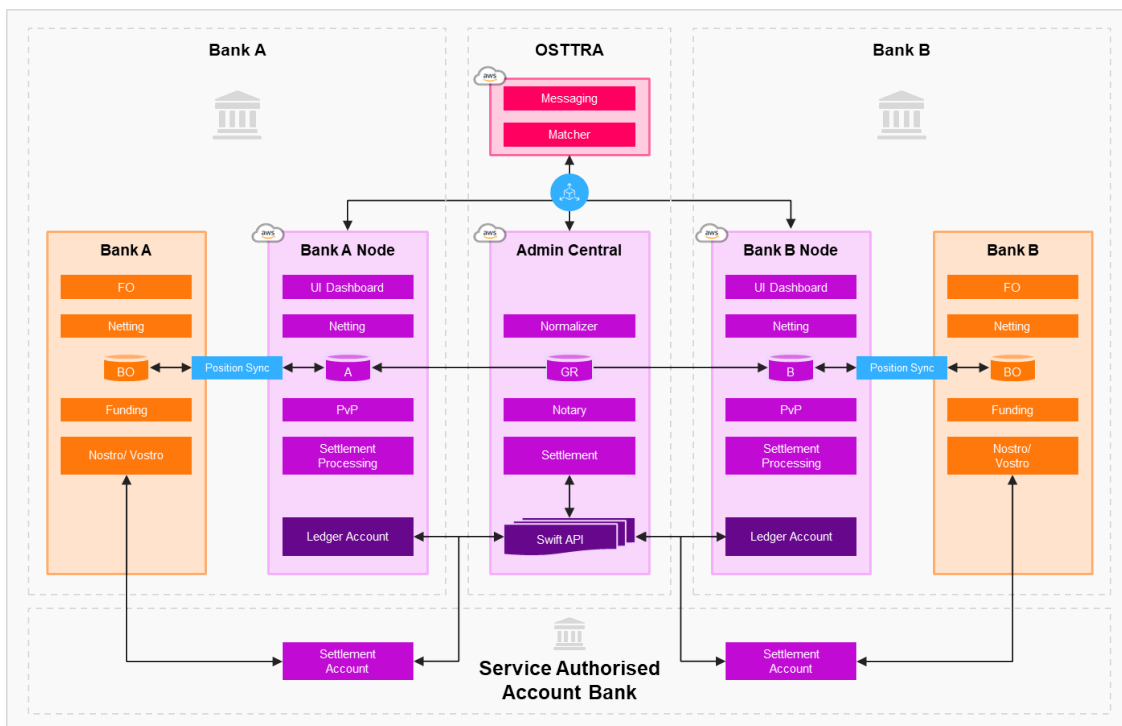 Bank A
OSTTRA
Bank B
aws
Messaging
Matcher
aws
aws
aws
Bank A
Bank A Node
Admin Central
Bank B Node
Bank B
FO
UI Dashboard
UI Dashboard
FO
Netting
Netting
Normalizer
Netting
Netting
BO
Position Sync
A
GR
B
Position Sync
BO
Funding
PvP
Notary
PvP
Funding
Nostro/ Vostro
Settlement
Processing
Settlement
Settlement
Processing
Nostro/
Vostro
Ledger Account
Swift API
Ledger Account
Settlement
Account
Service Authorised
Account Bank
Settlement
Account